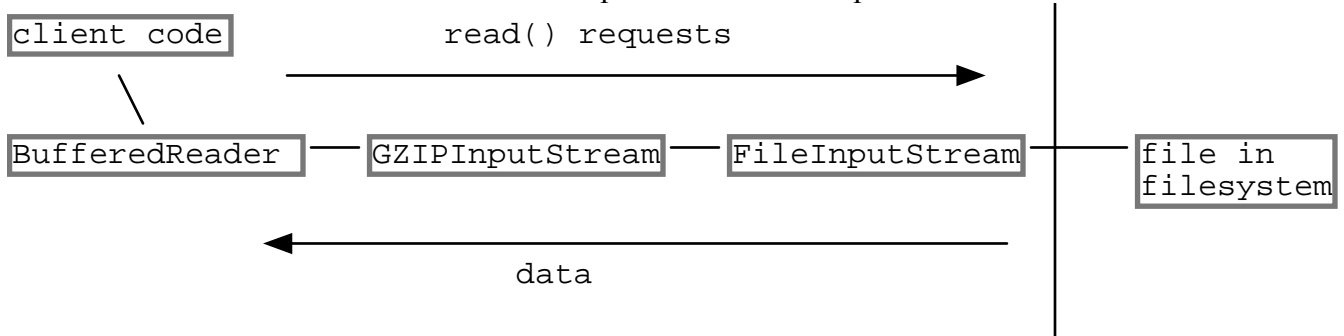 client code
read() requests
BufferedReader
GZIPInputStream
FileInputStream
file in
filesystem
data